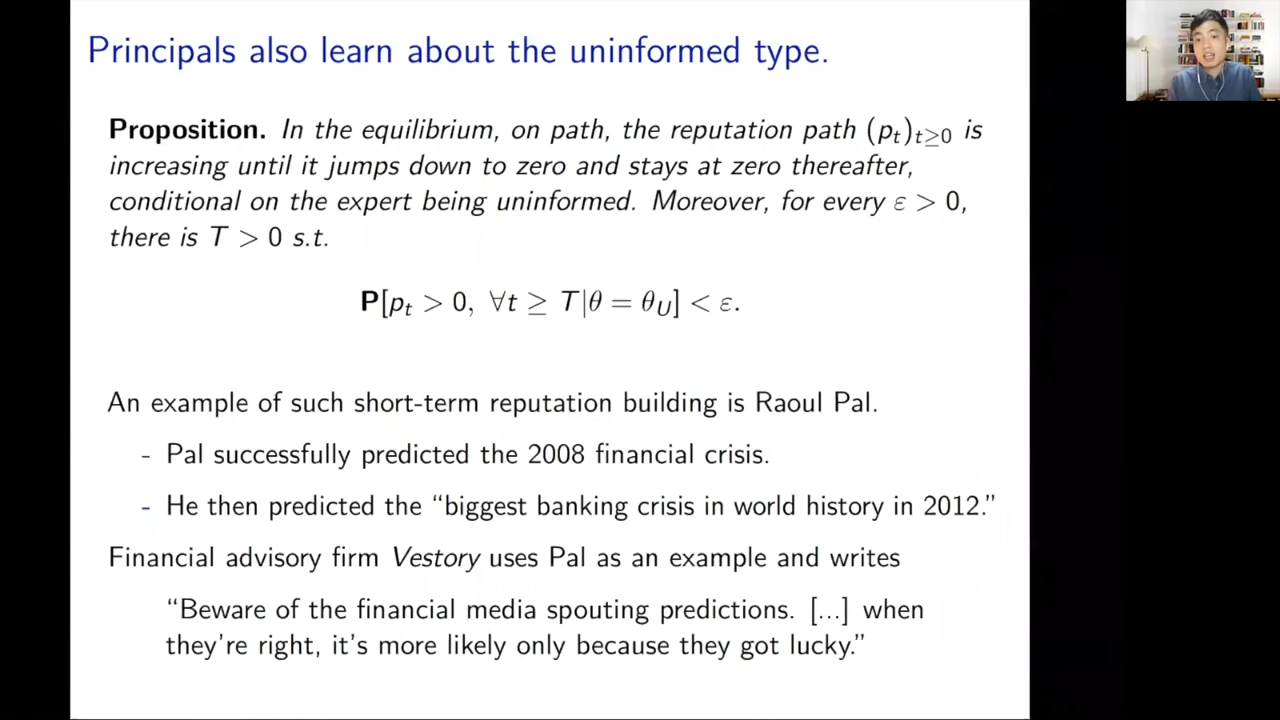 Principals also learn about the uninformed type.
Proposition. In the equilibrium, on path, the reputation path (pₜ)ₜ≥₀ is
increasing until it jumps down to zero and stays at zero thereafter,
conditional on the expert being uninformed. Moreover, for every ε > 0,
there is T > 0 s.t.
P[pₜ > 0, ∀t ≥ T|θ = θ_U] < ε.
An example of such short-term reputation building is Raoul Pal.
- Pal successfully predicted the 2008 financial crisis.
- He then predicted the “biggest banking crisis in world history in 2012.”
Financial advisory firm Vestory uses Pal as an example and writes
“Beware of the financial media spouting predictions. [...] when
they're right, it's more likely only because they got lucky.”